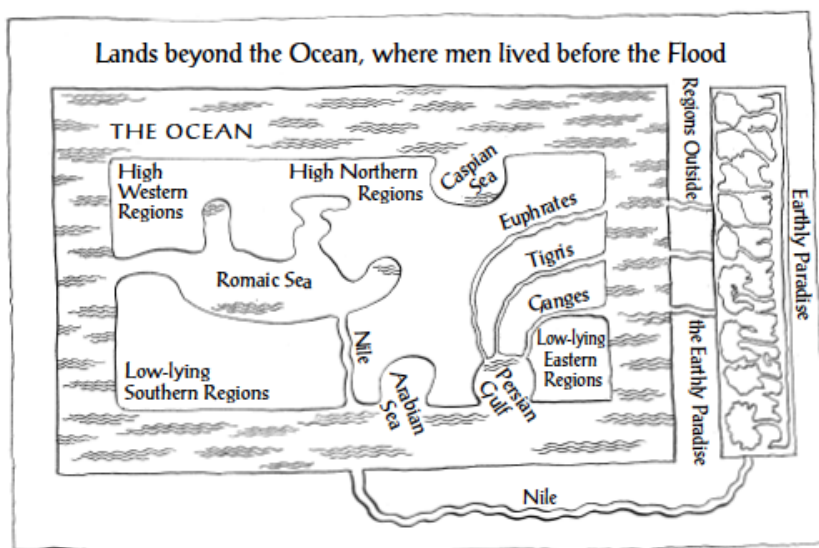 Lands beyond the Ocean, where men lived before the Flood
THE OCEAN
High
Western
Regions
High Northern
Regions
Caspian
Sea
Regions Outside
the Earthly Paradise
Earthly Paradise
Euphrates
Tigris
Ganges
Romaic Sea
Nile
Low-lying
Eastern
Regions
Low-lying
Southern Regions
Arabian
Sea
Persian
Gulf
Nile